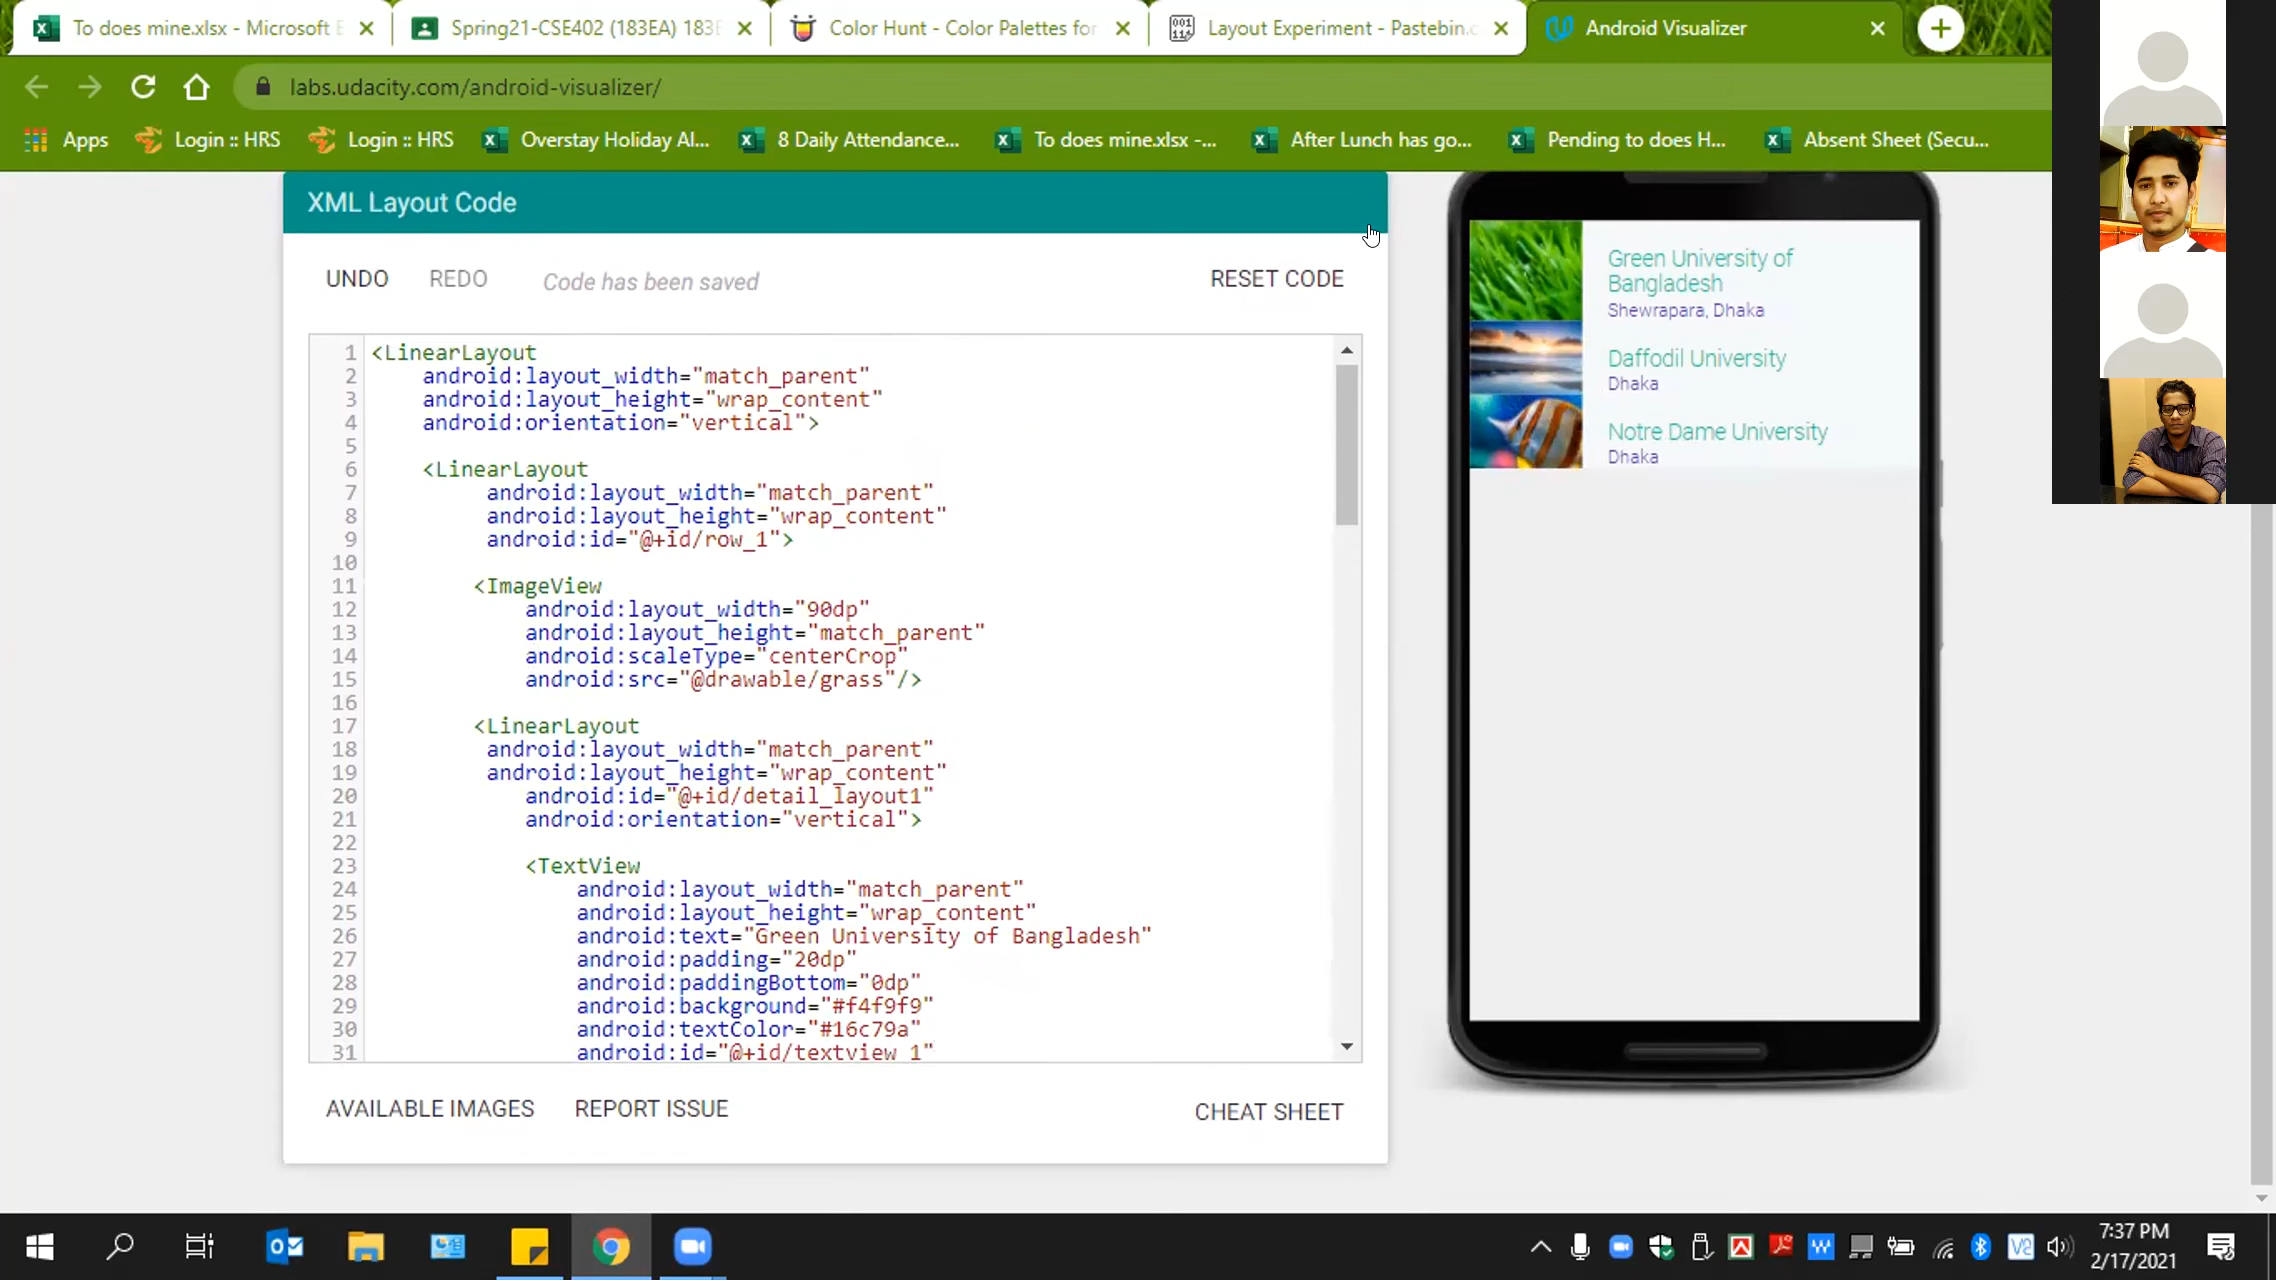 To does mine.xlsx - Microsoft E
Spring21-CSE402 (183EA) 183E
Color Hunt - Color Palettes for
Layout Experiment - Pastebin.c
Android Visualizer
labs.udacity.com/android-visualizer/
Apps
Login :: HRS
Login :: HRS
Overstay Holiday Al...
8 Daily Attendance...
To does mine.xlsx -...
After Lunch has go...
Pending to does H...
Absent Sheet (Secu...
XML Layout Code
UNDO
REDO
Code has been saved
RESET CODE
1 <LinearLayout
2 android:layout_width="match_parent"
3 android:layout_height="wrap_content"
4 android:orientation="vertical">
5
6 <LinearLayout
7 android:layout_width="match_parent"
8 android:layout_height="wrap_content"
9 android:id="@+id/row_1">
10
11 <ImageView
12 android:layout_width="90dp"
13 android:layout_height="match_parent"
14 android:scaleType="centerCrop"
15 android:src="@drawable/grass"/>
16
17 <LinearLayout
18 android:layout_width="match_parent"
19 android:layout_height="wrap_content"
20 android:id="@+id/detail_layout1"
21 android:orientation="vertical">
22
23 <TextView
24 android:layout_width="match_parent"
25 android:layout_height="wrap_content"
26 android:text="Green University of Bangladesh"
27 android:padding="20dp"
28 android:paddingBottom="0dp"
29 android:background="#f4f9f9"
30 android:textColor="#16c79a"
31 android:id="@+id/textview_1"
AVAILABLE IMAGES
REPORT ISSUE
CHEAT SHEET
Green University of
Bangladesh
Shewrapara, Dhaka
Daffodil University
Dhaka
Notre Dame University
Dhaka
7:37 PM
2/17/2021